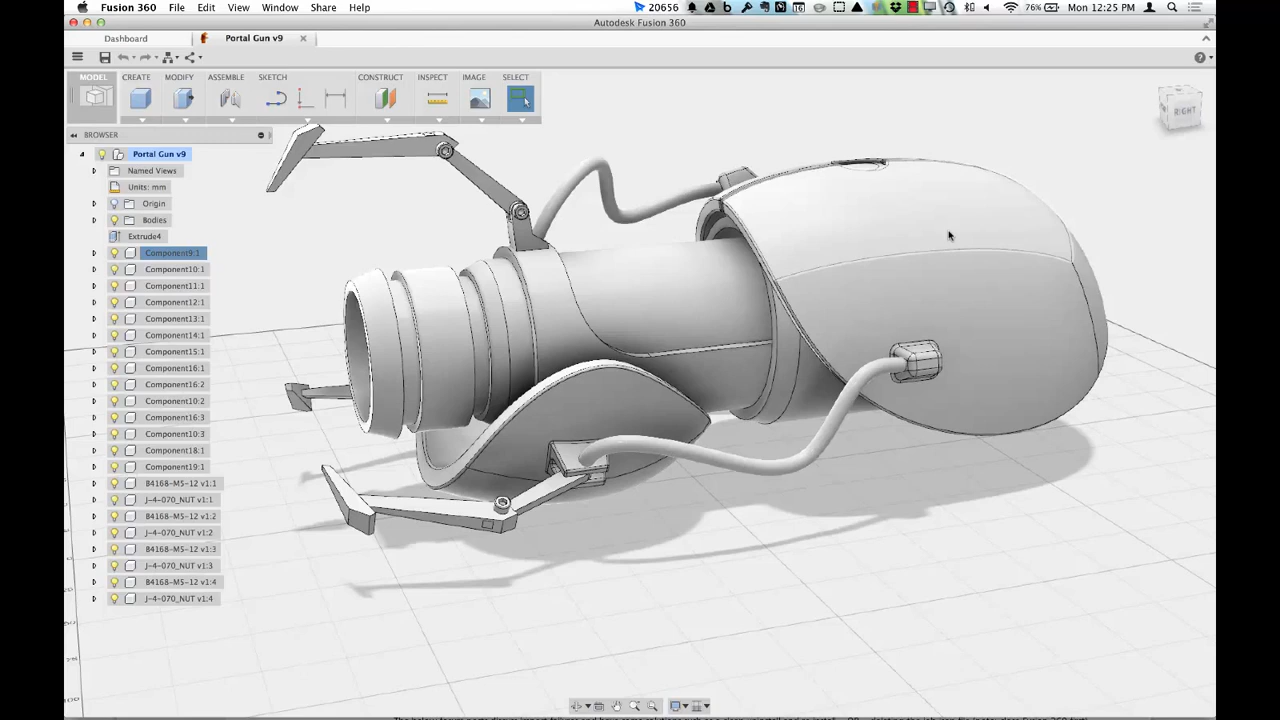 Fusion 360 File Edit View Window Share Help 20656 76% Mon 12:25 PM
Autodesk Fusion 360
Dashboard Portal Gun v9
MODEL CREATE MODIFY ASSEMBLE SKETCH CONSTRUCT INSPECT IMAGE SELECT
RIGHT
BROWSER
Portal Gun v9
Named Views
Units: mm
Origin
Bodies
Extrude4
Component9:1
Component10:1
Component11:1
Component12:1
Component13:1
Component14:1
Component15:1
Component16:1
Component16:2
Component10:2
Component16:3
Component10:3
Component18:1
Component19:1
B4168-M5-12 v1:1
J-4-070_NUT v1:1
B4168-M5-12 v1:2
J-4-070_NUT v1:2
B4168-M5-12 v1:3
J-4-070_NUT v1:3
B4168-M5-12 v1:4
J-4-070_NUT v1:4